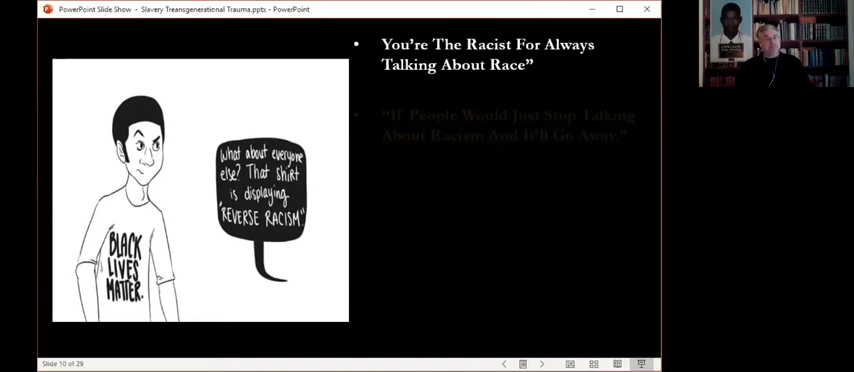 PowerPoint Slide Show - Slavery Treansgenerational Trauma.pptx - PowerPoint
• You're The Racist For Always
Talking About Race"
• "If People Would Just Stop Talking
About Racism And It'll Go Away."
What about everyone
else? That shirt
is displaying
"REVERSE RACISM".
BLACK
LIVES
MATTER.
Slide 10 of 29